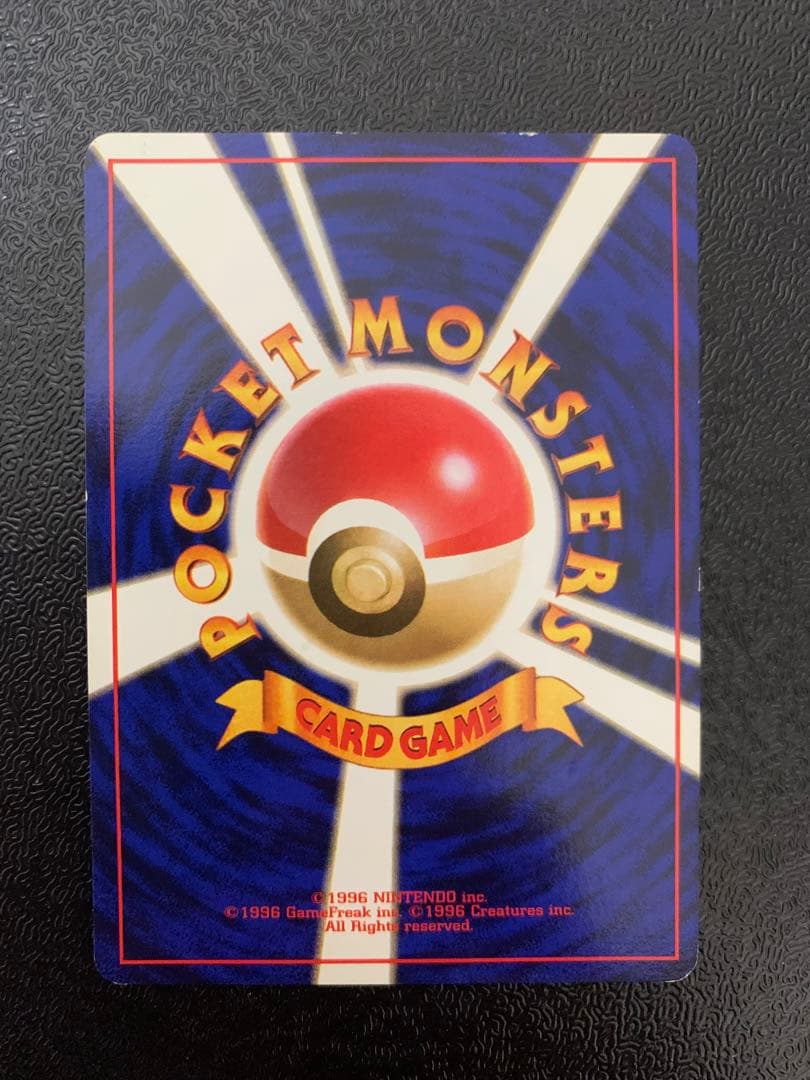 POCKET MONSTERS
CARD GAME
©1996 NINTENDO inc.
©1996 GameFreak inc. ©1996 Creatures inc.
All Rights reserved.